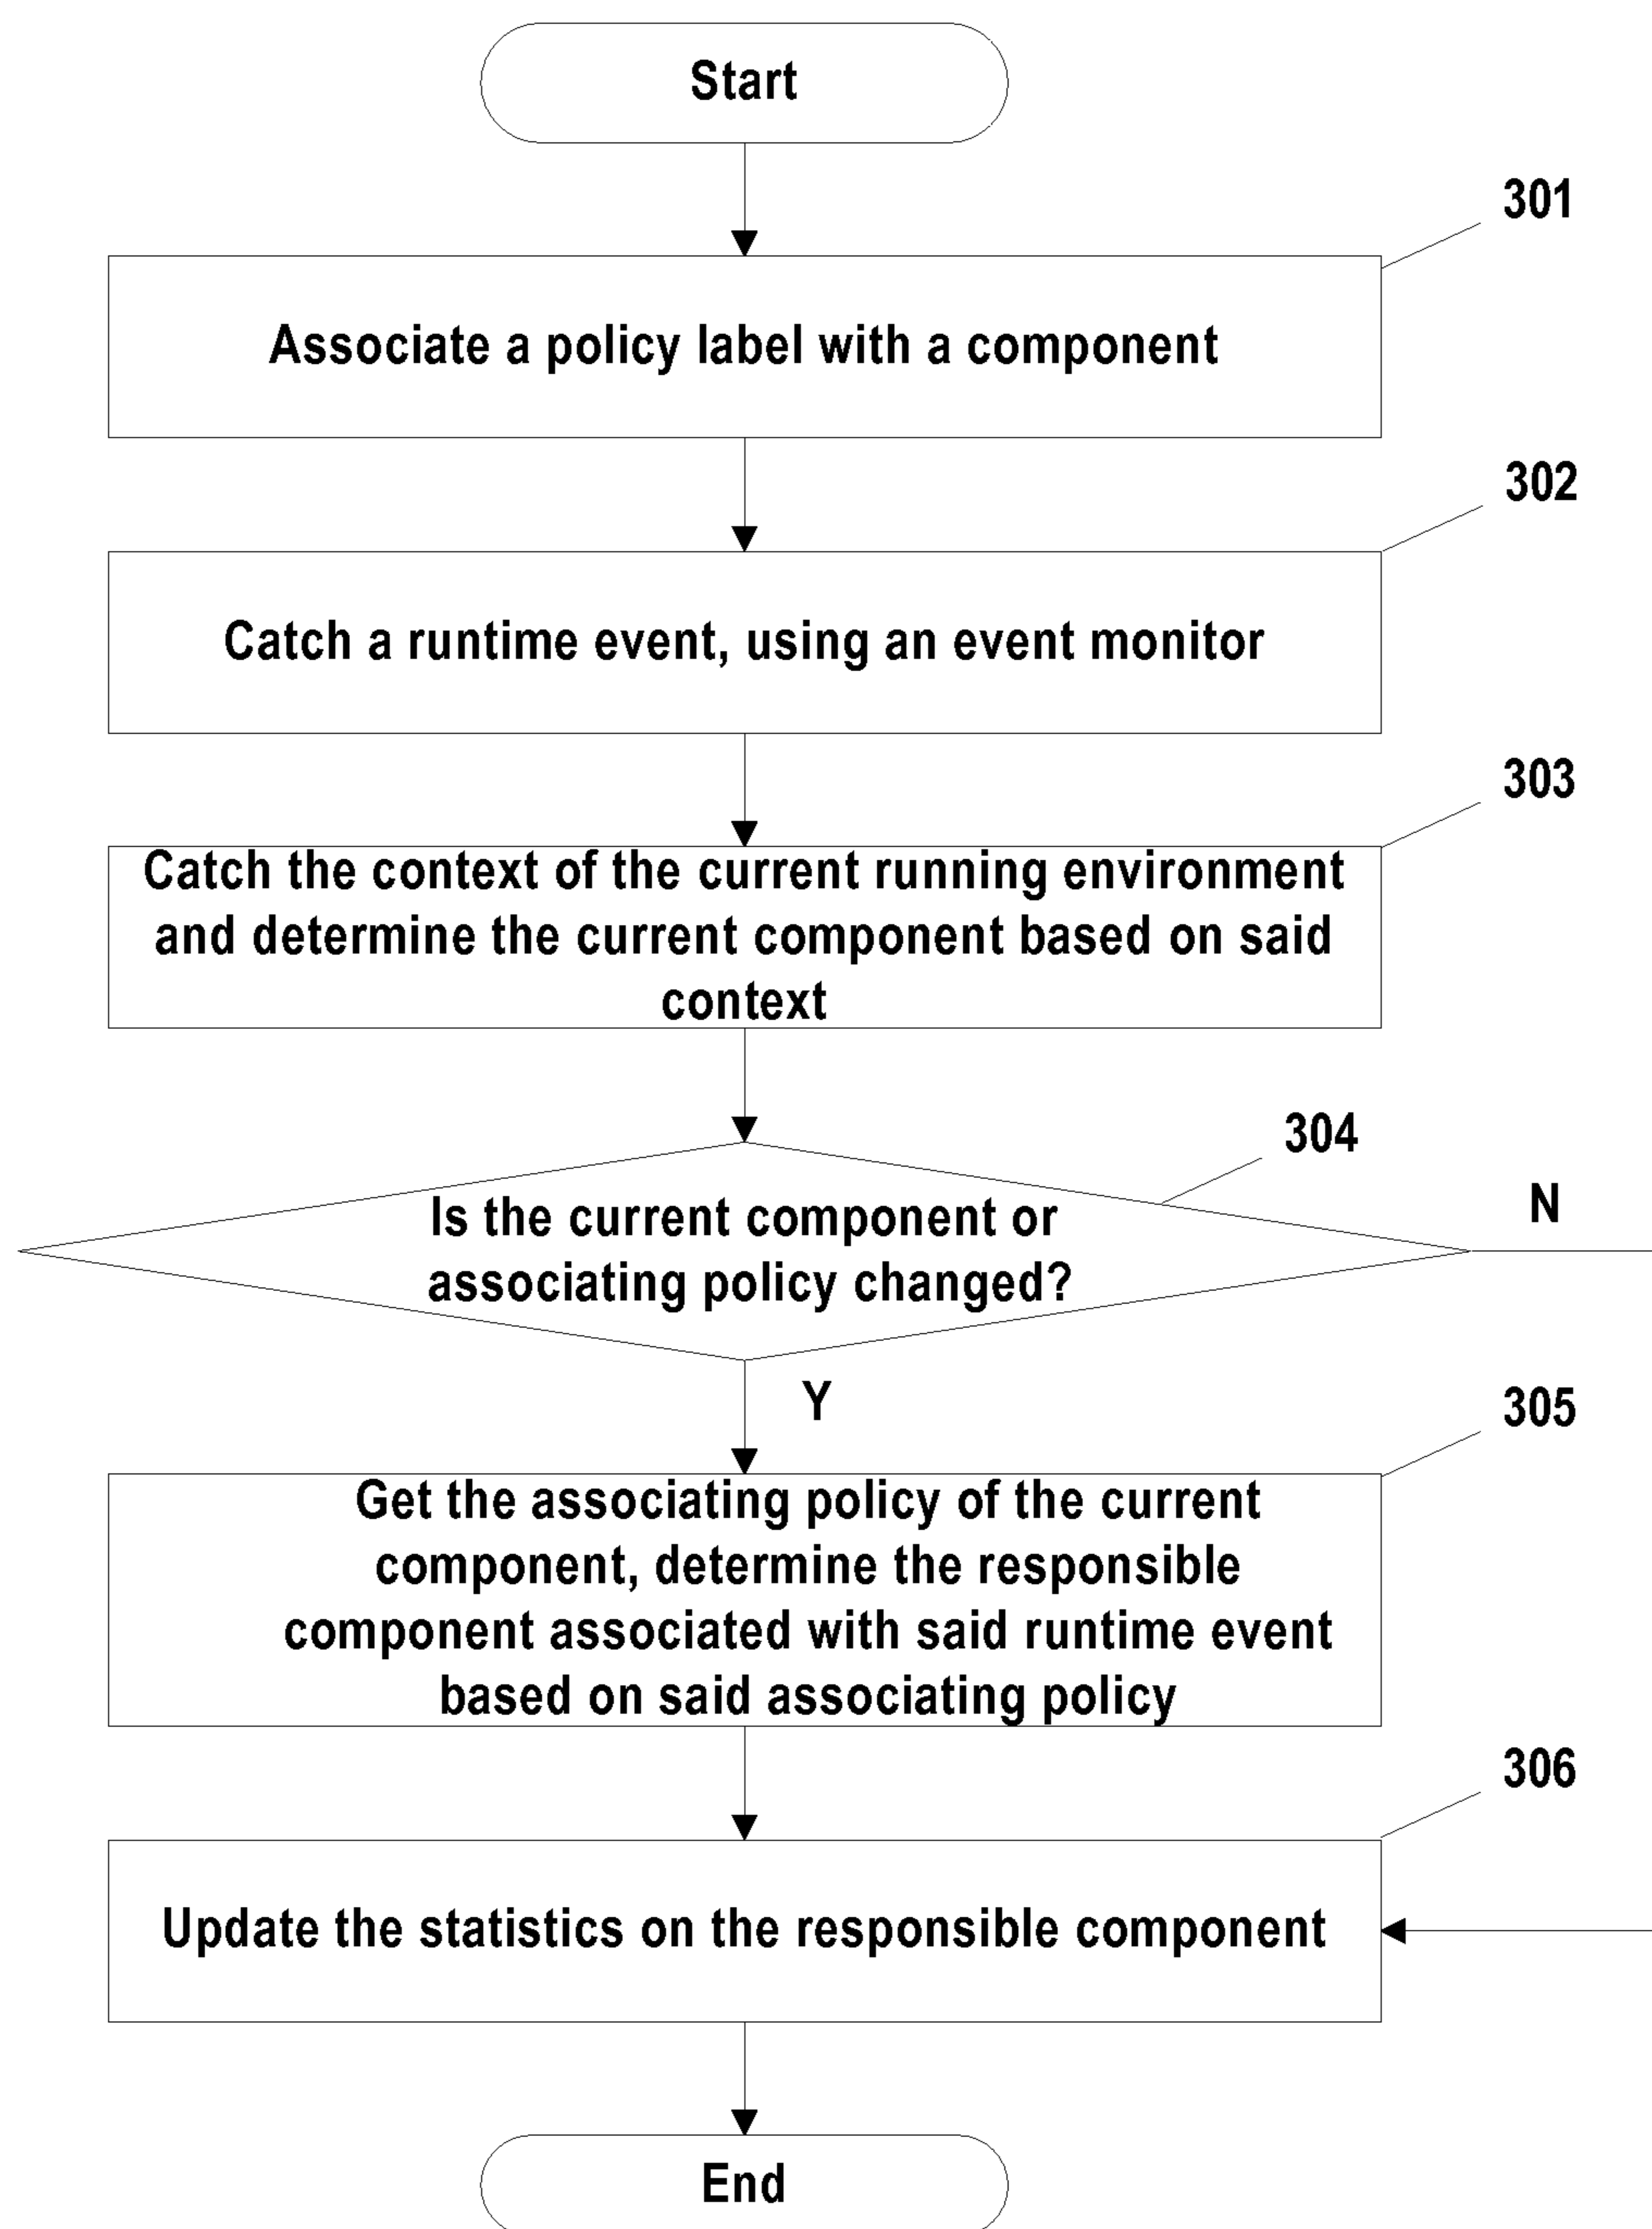 Start
301
Associate a policy label with a component
302
Catch a runtime event, using an event monitor
303
Catch the context of the current running environment
and determine the current component based on said
context
304
Is the current component or
associating policy changed?
N
Y
305
Get the associating policy of the current
component, determine the responsible
component associated with said runtime event
based on said associating policy
306
Update the statistics on the responsible component
End